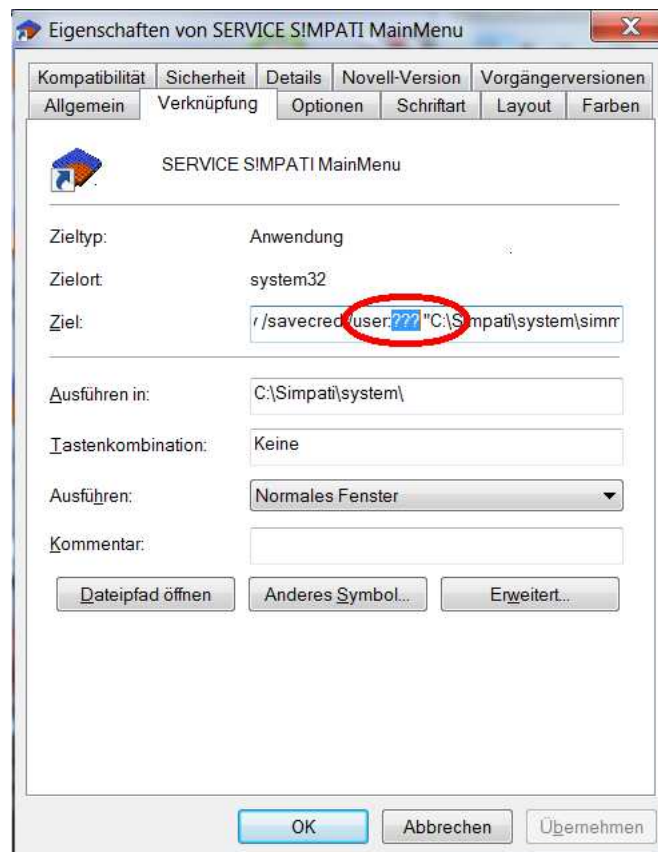 Eigenschaften von SERVICE S!MPATI MainMenu
Kompatibilität Sicherheit Details Novell-Version Vorgängerversionen
Allgemein Verknüpfung Optionen Schriftart Layout Farben
SERVICE S!MPATI MainMenu
Zieltyp: Anwendung
Zielort: system32
Ziel: /savecred /user:??? "C:\Simpati\system\simm
Ausführen in: C:\Simpati\system\
Tastenkombination: Keine
Ausführen: Normales Fenster
Kommentar:
Dateipfad öffnen Anderes Symbol... Erweitert...
OK Abbrechen Übernehmen